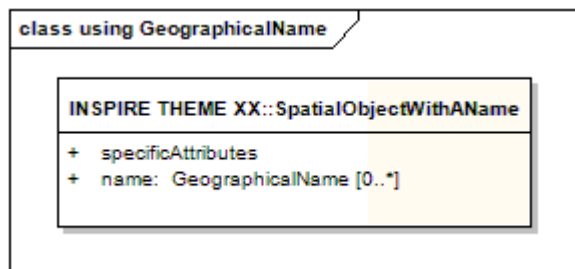 class using GeographicalName
INSPIRE THEME XX::SpatialObjectWithAName
+ specificAttributes
+ name: GeographicalName [0..*]